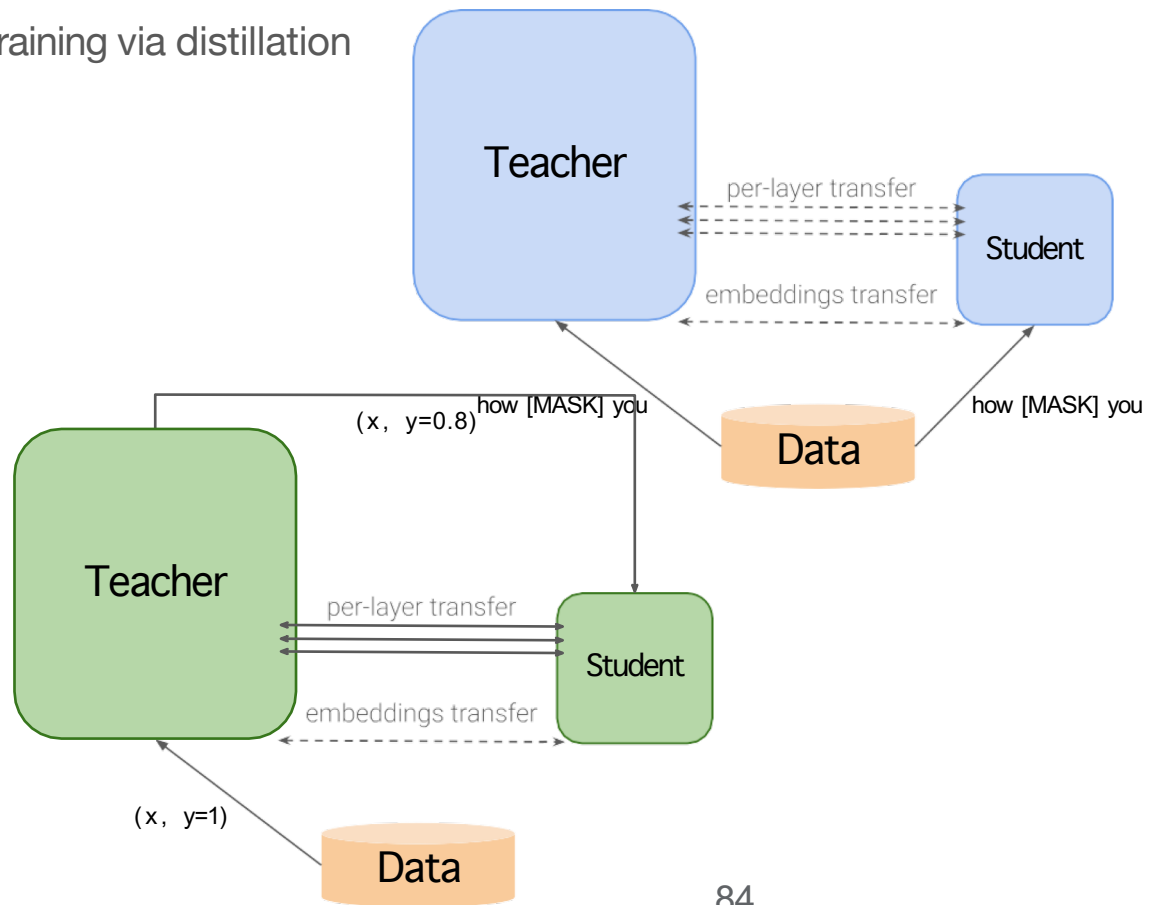 raining via distillation
Teacher
per-layer transfer
Student
embeddings transfer
how [MASK] you
how [MASK] you
(x, y=0.8)
Data
Teacher
per-layer transfer
Student
embeddings transfer
(x, y=1)
Data
84